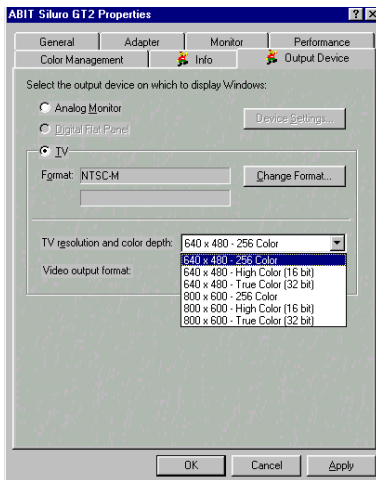 ABIT Siluro GT2 Properties
General Adapter Monitor Performance
Color Management Info Output Device
Select the output device on which to display Windows:
Analog Monitor
Device Settings...
Digital Flat Panel
TV
Format: NTSC-M
Change Format...
TV resolution and color depth: 640 x 480 - 256 Color
Video output format:
640 x 480 - 256 Color
640 x 480 - High Color (16 bit)
640 x 480 - True Color (32 bit)
800 x 600 - 256 Color
800 x 600 - High Color (16 bit)
800 x 600 - True Color (32 bit)
OK Cancel Apply